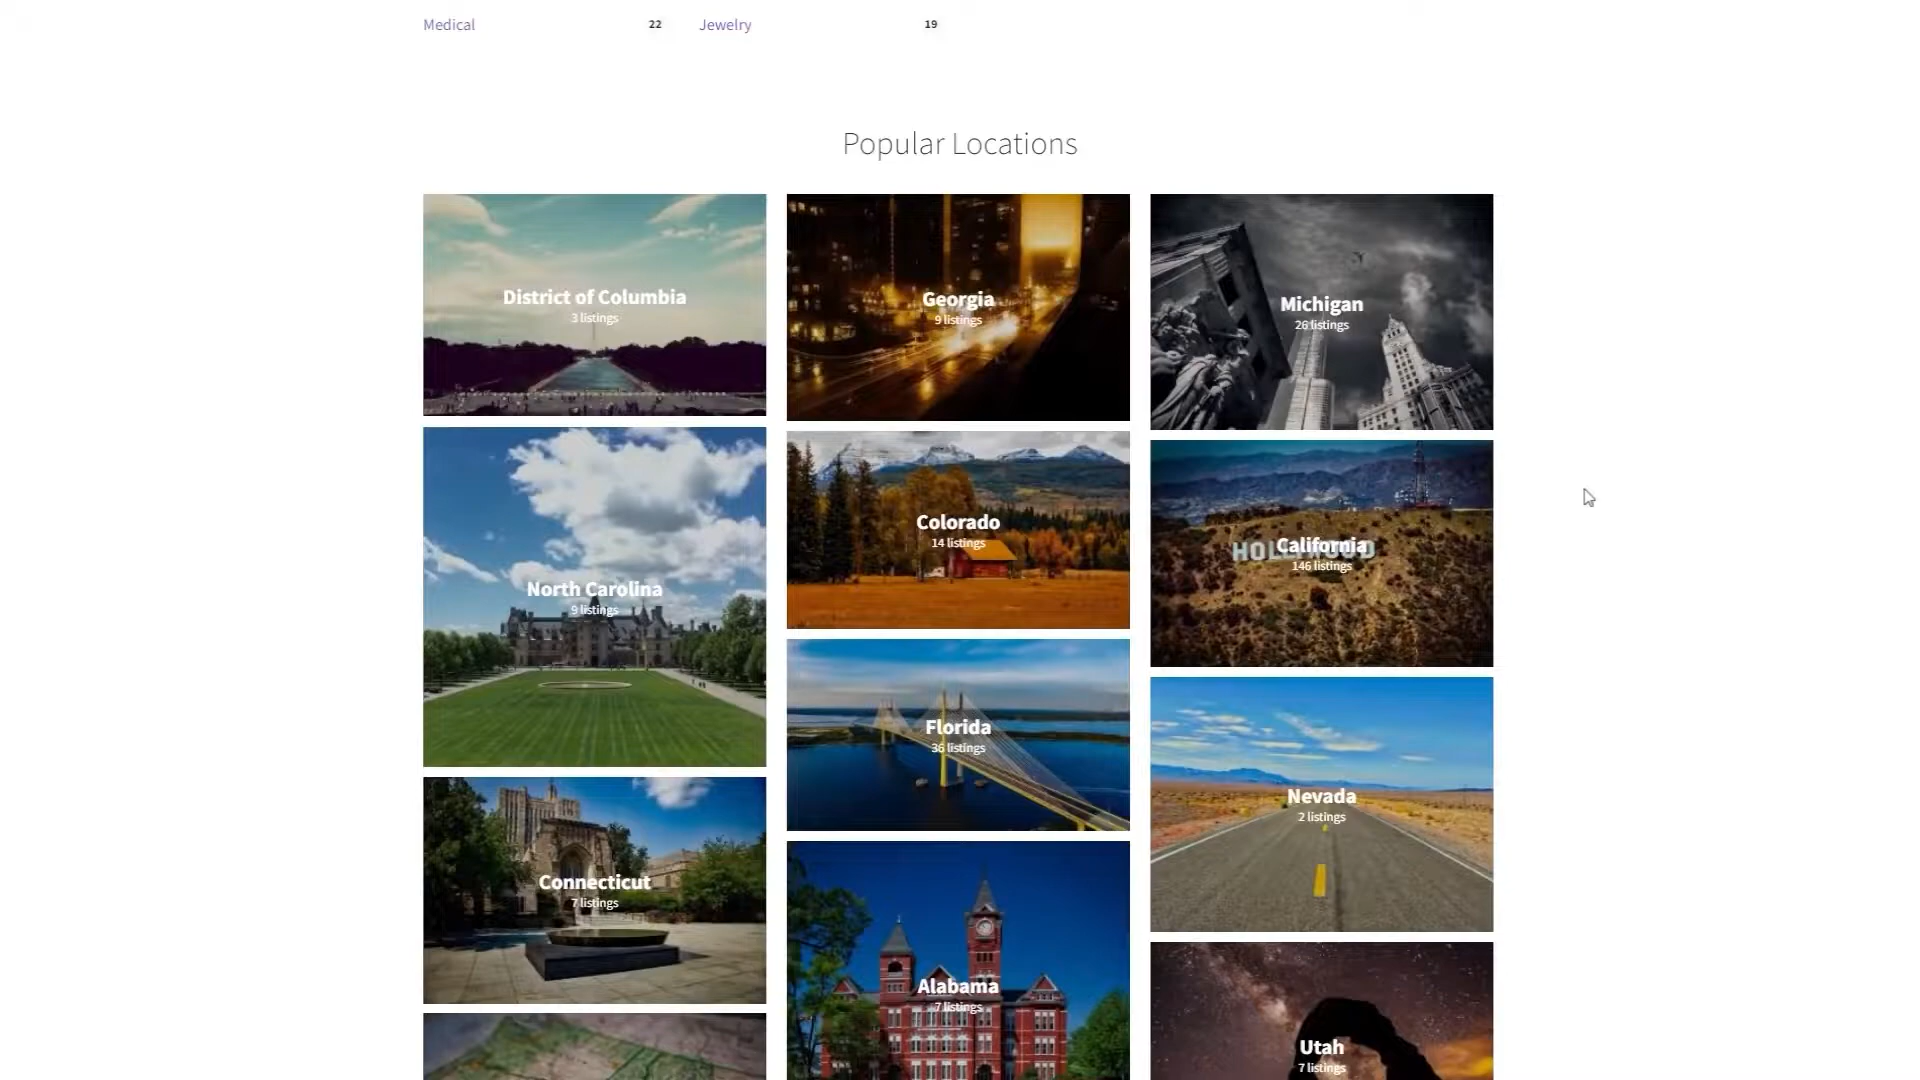 Medical 22 Jewelry 19
Popular Locations
District of Columbia
3 listings
Georgia
9 listings
Michigan
26 listings
North Carolina
9 listings
Colorado
14 listings
HOLLYWOOD
California
146 listings
Florida
36 listings
Nevada
2 listings
Connecticut
7 listings
Alabama
7 listings
Utah
7 listings